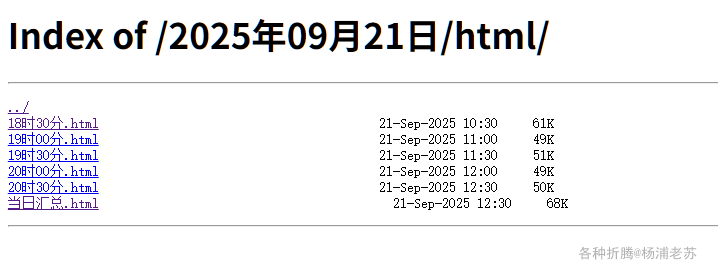 Index of /2025年09月21日/html/
../
18时30分.html 21-Sep-2025 10:30 61K
19时00分.html 21-Sep-2025 11:00 49K
19时30分.html 21-Sep-2025 11:30 51K
20时00分.html 21-Sep-2025 12:00 49K
20时30分.html 21-Sep-2025 12:30 50K
当日汇总.html 21-Sep-2025 12:30 68K
各种折腾@杨浦老苏